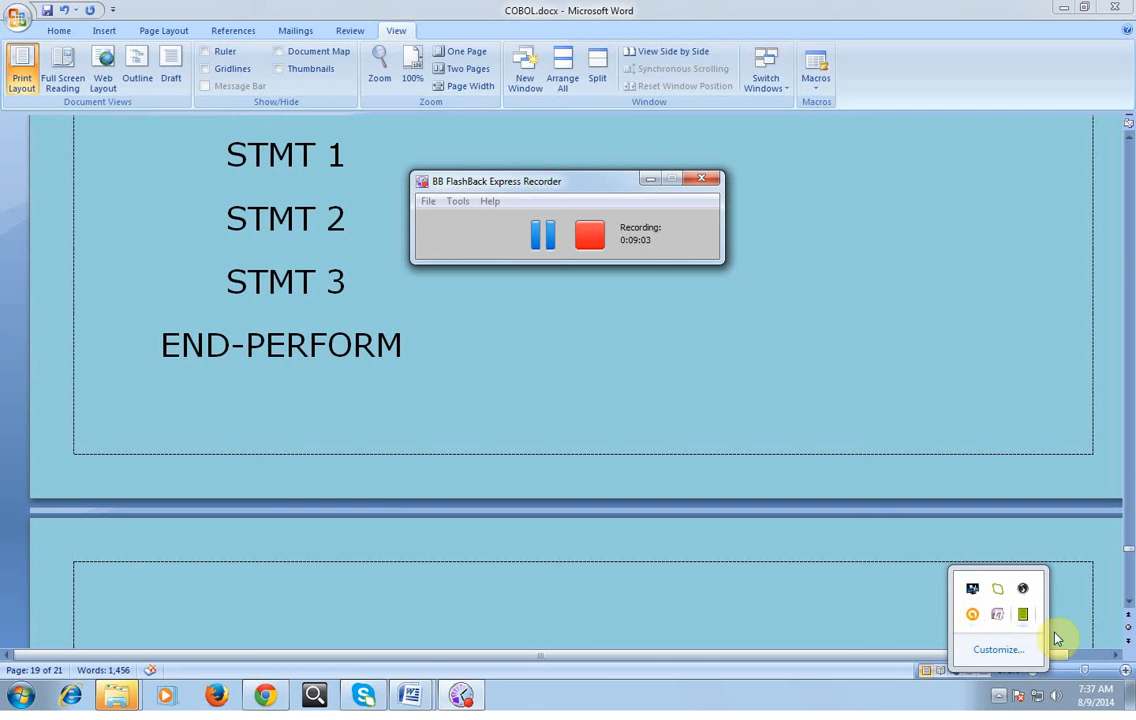 COBOL.docx - Microsoft Word
Home Insert Page Layout References Mailings Review View
Print Layout
Full Screen Reading
Web Layout
Outline
Draft
Document Views
Ruler
Gridlines
Message Bar
Document Map
Thumbnails
Show/Hide
Zoom
100%
One Page
Two Pages
Page Width
Zoom
New Window
Arrange All
Split
View Side by Side
Synchronous Scrolling
Reset Window Position
Window
Switch Windows
Macros
Macros
STMT 1
STMT 2
STMT 3
END-PERFORM
BB FlashBack Express Recorder
File Tools Help
Recording:
0:09:03
Customize...
Page: 19 of 21 Words: 1,456
7:37 AM
8/9/2014